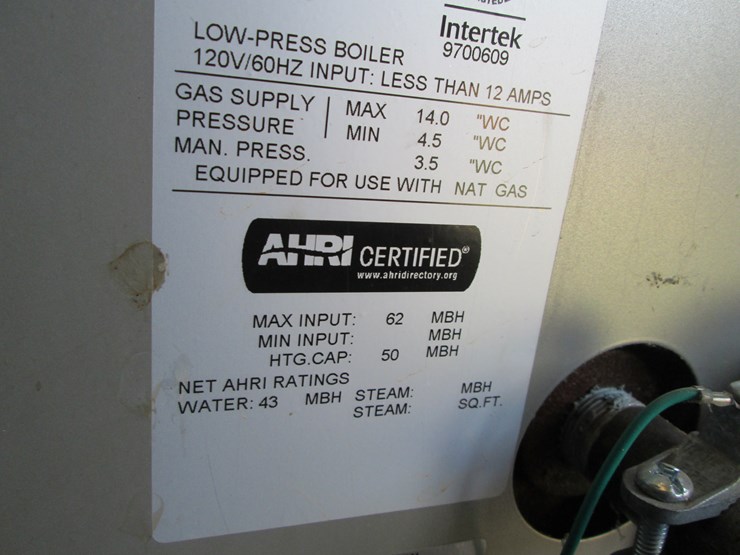 Intertek
9700609
LOW-PRESS BOILER
120V/60HZ INPUT: LESS THAN 12 AMPS
GAS SUPPLY MAX 14.0 "WC
PRESSURE MIN 4.5 "WC
MAN. PRESS. 3.5 "WC
EQUIPPED FOR USE WITH NAT GAS
AHRI CERTIFIED®
www.ahridirectory.org
MAX INPUT: 62 MBH
MIN INPUT: MBH
HTG.CAP: 50 MBH
NET AHRI RATINGS
WATER: 43 MBH STEAM: MBH
STEAM: SQ.FT.